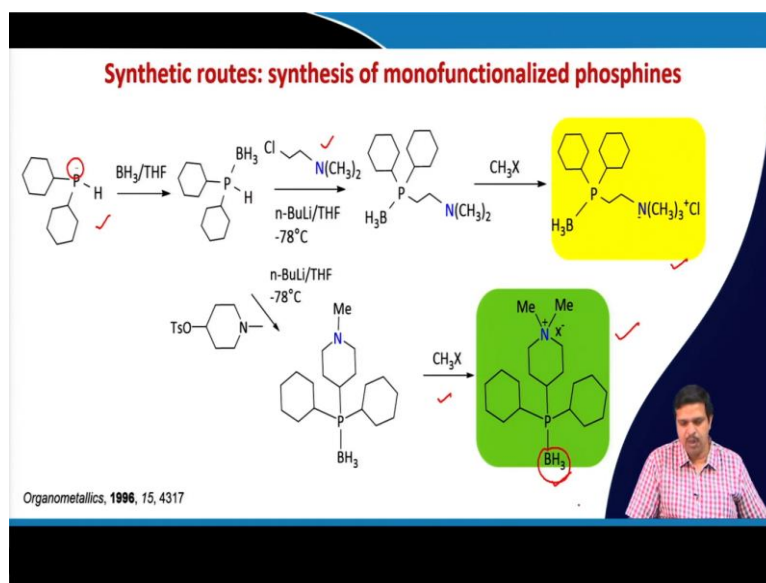 Synthetic routes: synthesis of monofunctionalized phosphines
P
H
BH₃/THF
BH₃
P
H
Cl
N(CH₃)₂
n-BuLi/THF
-78°C
P
H₃B
N(CH₃)₂
CH₃X
P
H₃B
N(CH₃)₃⁺Cl
-
n-BuLi/THF
-78°C
TsO
N
Me
N
P
BH₃
CH₃X
Me Me
N⁺ X⁻
P
BH₃
Organometallics, 1996, 15, 4317